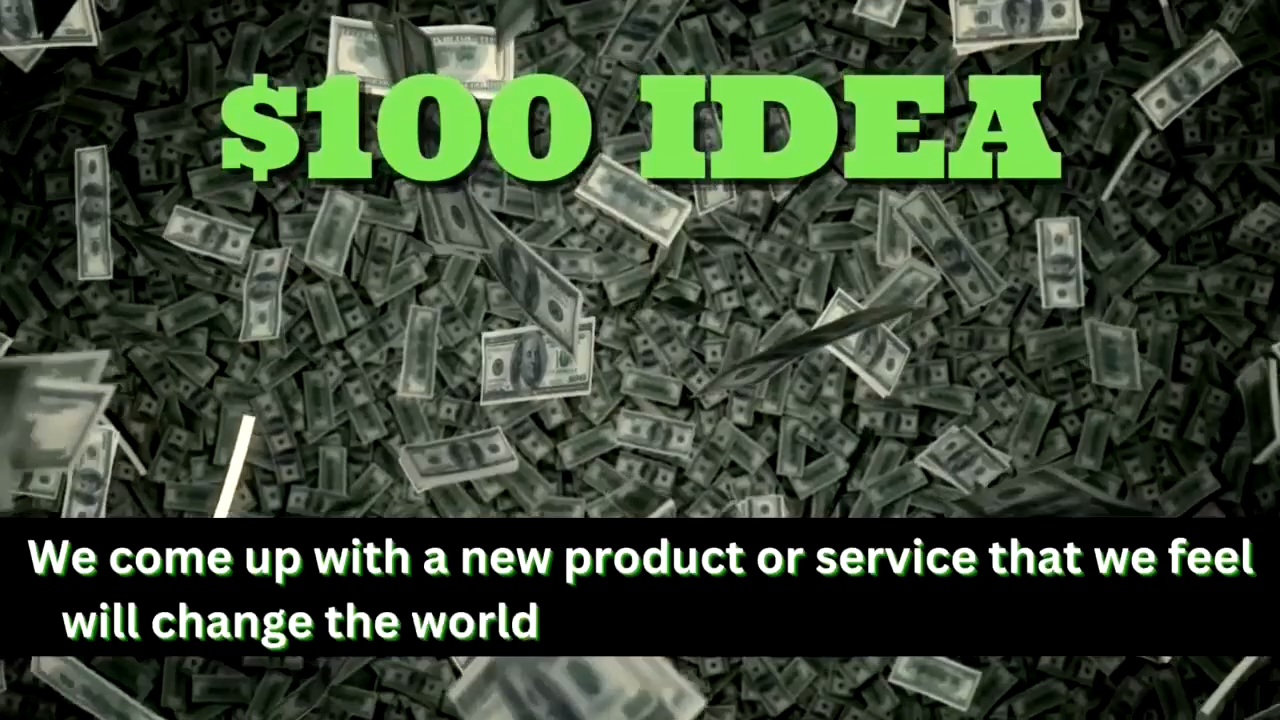 $100 IDEA
We come up with a new product or service that we feel
will change the world